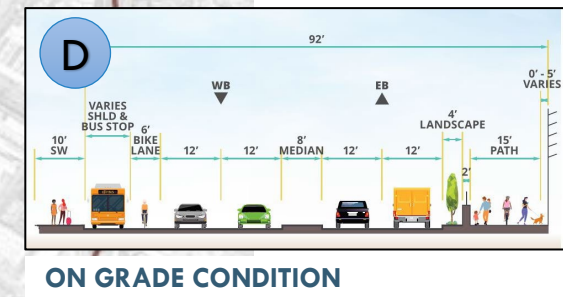 D
92'
WB
EB
0' - 5'
VARIES
VARIES
SHLD &
BUS STOP
4'
LANDSCAPE
10'
SW
6'
BIKE
LANE
12'
12'
8'
MEDIAN
12'
12'
2'
15'
PATH
ON GRADE CONDITION